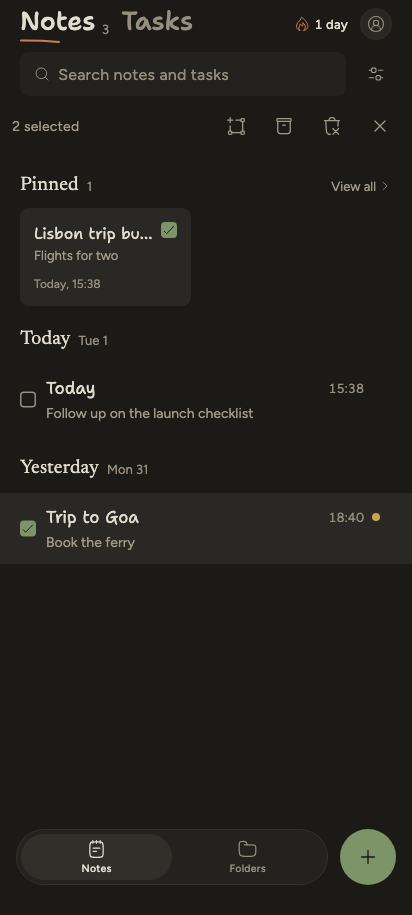 Notes 3 Tasks 1 day
Search notes and tasks
2 selected
Pinned 1 View all
Lisbon trip bu...
Flights for two
Today, 15:38
Today Tue 1
Today 15:38
Follow up on the launch checklist
Yesterday Mon 31
Trip to Goa 18:40
Book the ferry
Notes Folders